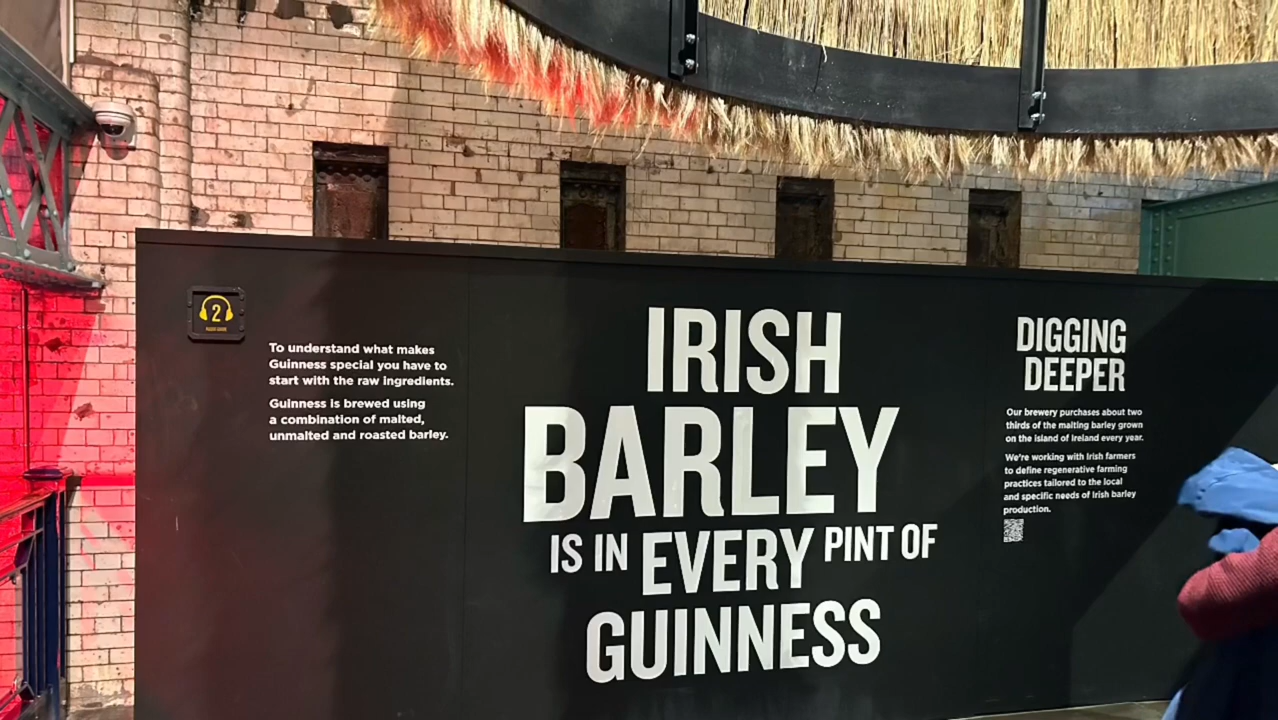 2
AUDIO GUIDE
To understand what makes
Guinness special you have to
start with the raw ingredients.
Guinness is brewed using
a combination of malted,
unmalted and roasted barley.
IRISH
BARLEY
IS IN EVERY PINT OF
GUINNESS
DIGGING
DEEPER
Our brewery purchases about two
thirds of the malting barley grown
on the island of Ireland every year.
We're working with Irish farmers
to define regenerative farming
practices tailored to the local
and specific needs of Irish barley
production.